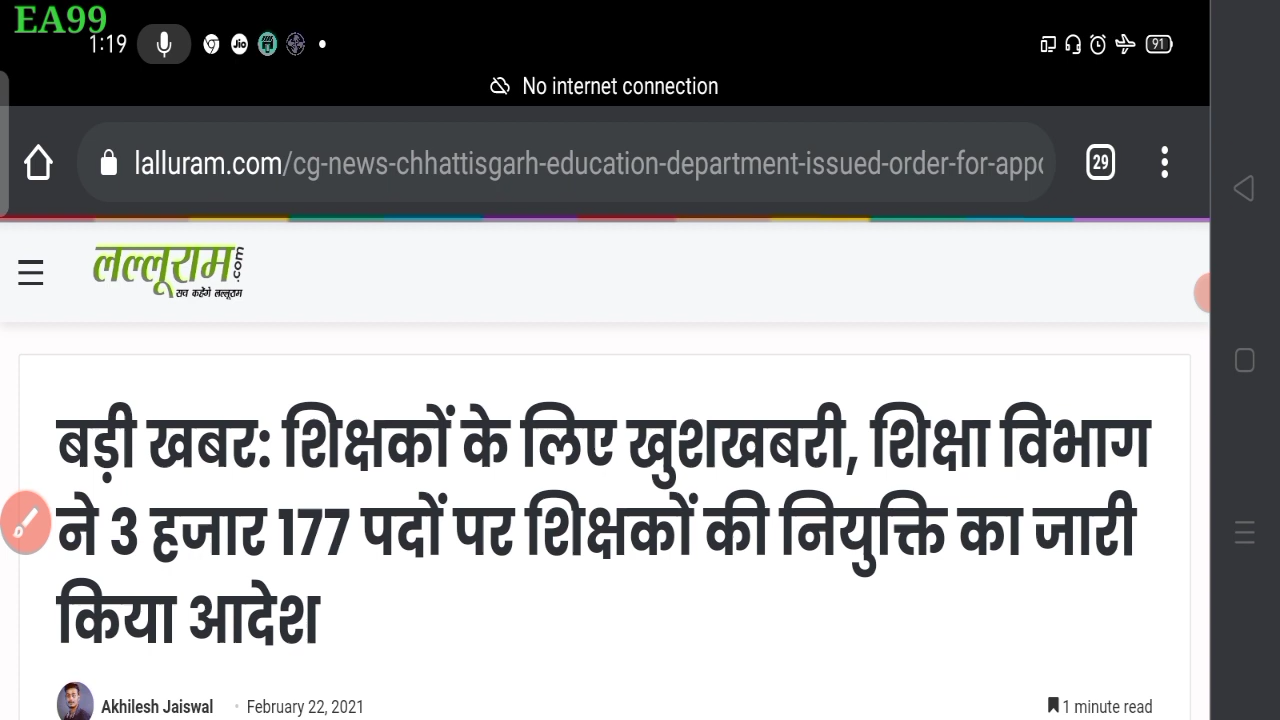 EA99
1:19
Jio
91
No internet connection
lalluram.com/cg-news-chhattisgarh-education-department-issued-order-for-appo
29
लल्लूराम.com
सच कहेंगे लल्लूराम
बड़ी खबर: शिक्षकों के लिए खुशखबरी, शिक्षा विभाग
ने 3 हजार 177 पदों पर शिक्षकों की नियुक्ति का जारी
किया आदेश
Akhilesh Jaiswal · February 22, 2021
1 minute read